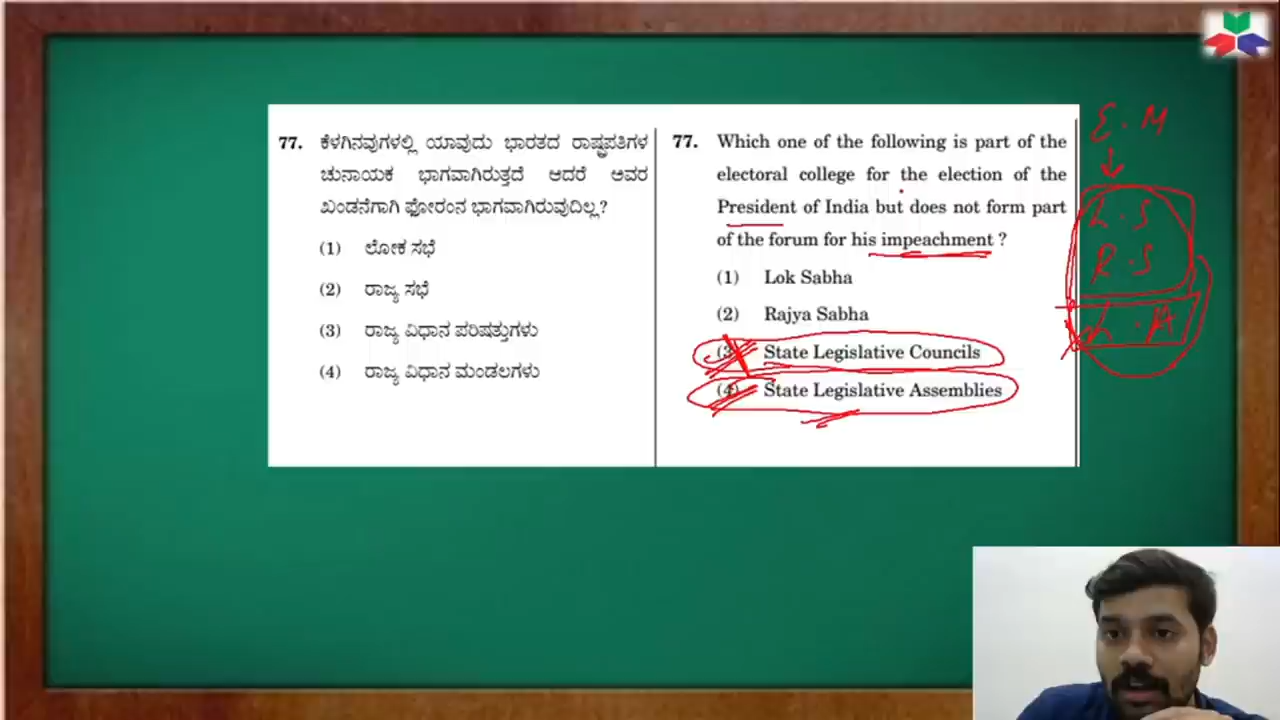 77. ಕೆಳಗಿನವುಗಳಲ್ಲಿ ಯಾವುದು ಭಾರತದ ರಾಷ್ಟ್ರಪತಿಗಳ
ಚುನಾಯಕ ಭಾಗವಾಗಿರುತ್ತದೆ ಆದರೆ ಅವರ
ಖಂಡನೆಗಾಗಿ ಫೋರಂನ ಭಾಗವಾಗಿರುವುದಿಲ್ಲ?
(1) ಲೋಕ ಸಭೆ
(2) ರಾಜ್ಯ ಸಭೆ
(3) ರಾಜ್ಯ ವಿಧಾನ ಪರಿಷತ್ತುಗಳು
(4) ರಾಜ್ಯ ವಿಧಾನ ಮಂಡಲಗಳು
77. Which one of the following is part of the
electoral college for the election of the
President of India but does not form part
of the forum for his impeachment ?
(1) Lok Sabha
(2) Rajya Sabha
(3) State Legislative Councils
(4) State Legislative Assemblies
E.M
L.S
R.S